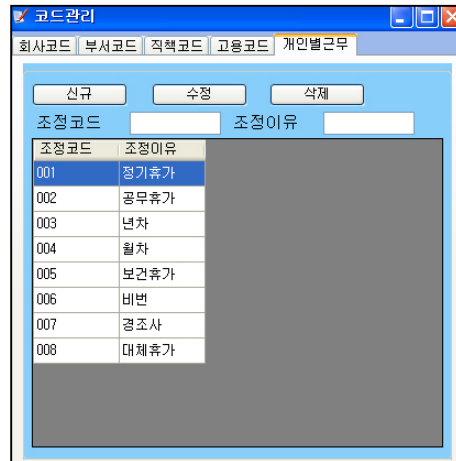 코드관리
회사코드 부서코드 직책코드 고용코드 개인별근무
신규 수정 삭제
조정코드 조정이유
조정코드 조정이유
001 정기휴가
002 공무휴가
003 년차
004 월차
005 보건휴가
006 비번
007 경조사
008 대체휴가